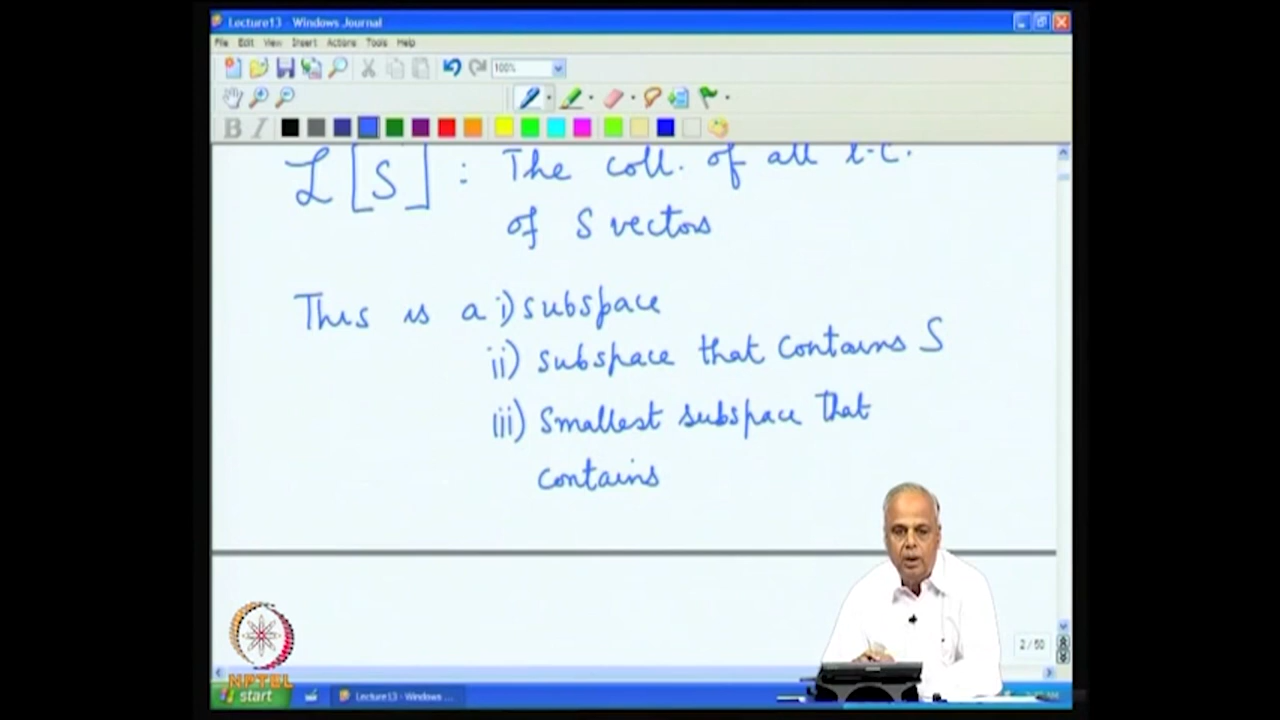 Lecture13 - Windows Journal
File Edit View Insert Actions Tools Help
100%
B I
L[S] : The coll. of all l.C.
of S vectors
This is a i) subspace
ii) subspace that contains S
iii) Smallest subspace that
contains
2 / 50
NPTEL
start Lecture13 - Windows ...